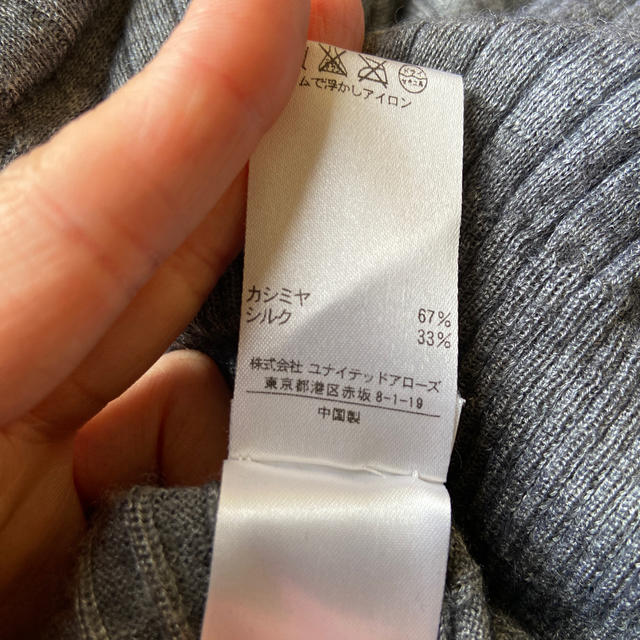 ムで浮かしアイロン
カシミヤ 67%
シルク 33%
株式会社 ユナイテッドアローズ
東京都港区赤坂8-1-19
中国製